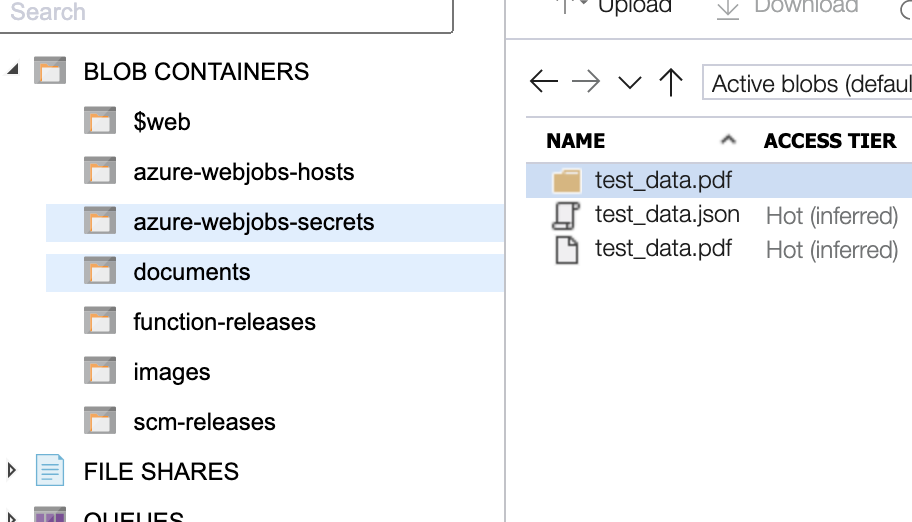 Search
BLOB CONTAINERS
$web
azure-webjobs-hosts
azure-webjobs-secrets
documents
function-releases
images
scm-releases
FILE SHARES
QUEUES
Upload
Download
Active blobs (defaul
NAME
ACCESS TIER
test_data.pdf
test_data.json Hot (inferred)
test_data.pdf Hot (inferred)